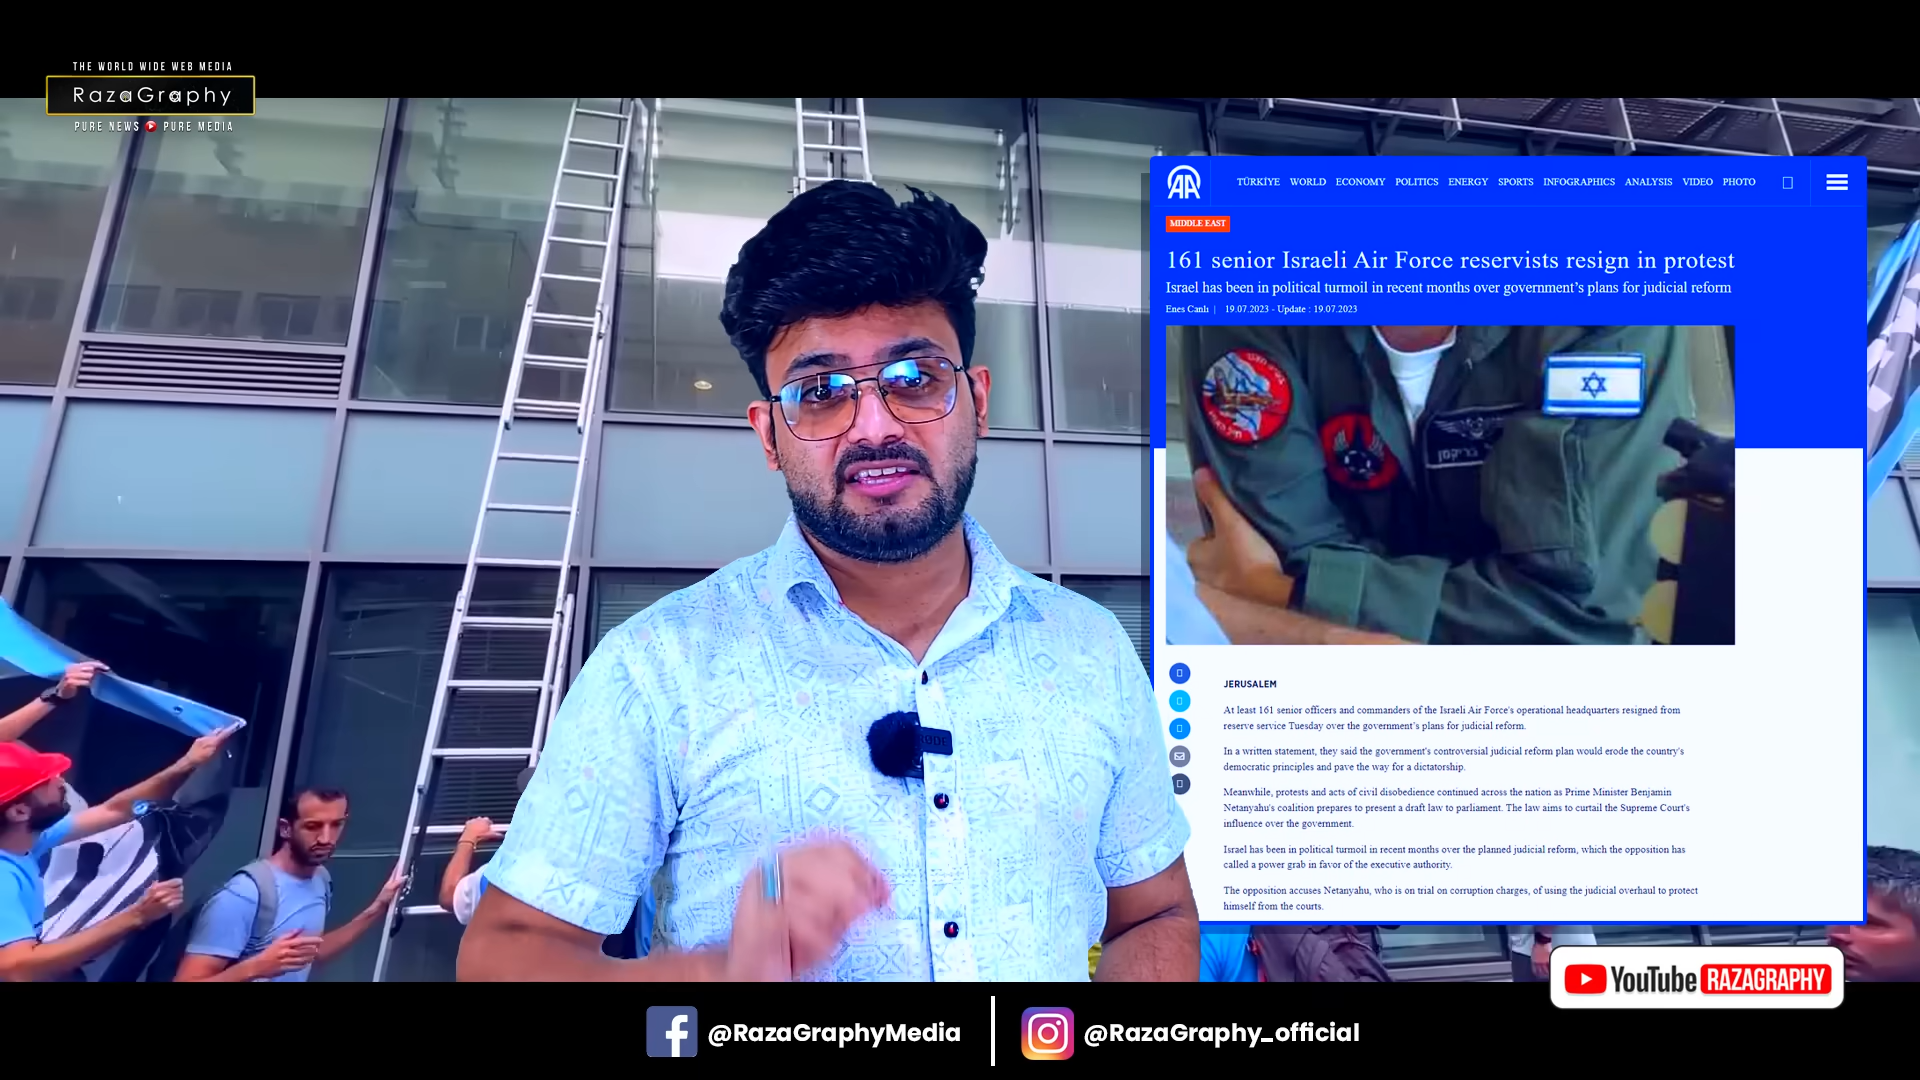 THE WORLD WIDE WEB MEDIA
RazaGraphy
PURE NEWS PURE MEDIA
AA
TÜRKİYE WORLD ECONOMY POLITICS ENERGY SPORTS INFOGRAPHICS ANALYSIS VIDEO PHOTO
MIDDLE EAST
161 senior Israeli Air Force reservists resign in protest
Israel has been in political turmoil in recent months over government’s plans for judicial reform
Enes Canlı | 19.07.2023 - Update : 19.07.2023
JERUSALEM
At least 161 senior officers and commanders of the Israeli Air Force's operational headquarters resigned from
reserve service Tuesday over the government’s plans for judicial reform.
In a written statement, they said the government's controversial judicial reform plan would erode the country's
democratic principles and pave the way for a dictatorship.
Meanwhile, protests and acts of civil disobedience continued across the nation as Prime Minister Benjamin
Netanyahu's coalition prepares to present a draft law to parliament. The law aims to curtail the Supreme Court's
influence over the government.
Israel has been in political turmoil in recent months over the planned judicial reform, which the opposition has
called a power grab in favor of the executive authority.
The opposition accuses Netanyahu, who is on trial on corruption charges, of using the judicial overhaul to protect
himself from the courts.
RØDE
YouTube RAZAGRAPHY
@RazaGraphyMedia
@RazaGraphy_official